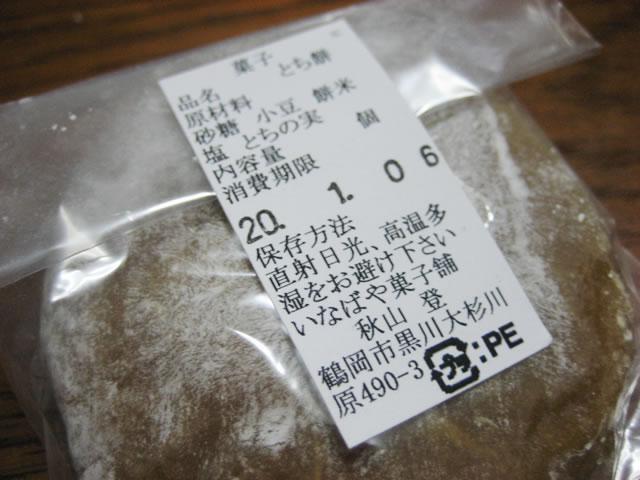 菓子
品名 とち餅
原材料 餅米
砂糖 小豆
塩 とちの実
内容量 個
消費期限
20. 1. 06
保存方法
直射日光、高温多
湿をお避け下さい
いなばや菓子舗
秋山 登
鶴岡市黒川大杉川
原490-3
プラ:PE